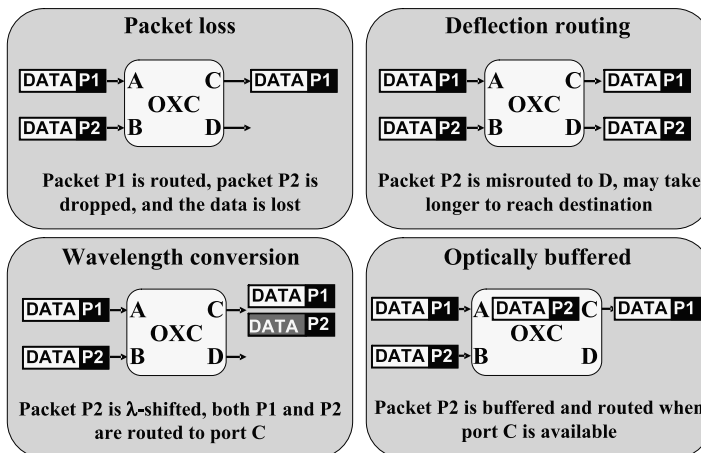 Packet loss
DATA P1 A C DATA P1
OXC
DATA P2 B D
Packet P1 is routed, packet P2 is
dropped, and the data is lost
Deflection routing
DATA P1 A C DATA P1
OXC
DATA P2 B D DATA P2
Packet P2 is misrouted to D, may take
longer to reach destination
Wavelength conversion
DATA P1 A C DATA P1
OXC DATA P2
DATA P2 B D
Packet P2 is λ-shifted, both P1 and P2
are routed to port C
Optically buffered
DATA P1 A DATA P2 C DATA P1
OXC
DATA P2 B D
Packet P2 is buffered and routed when
port C is available